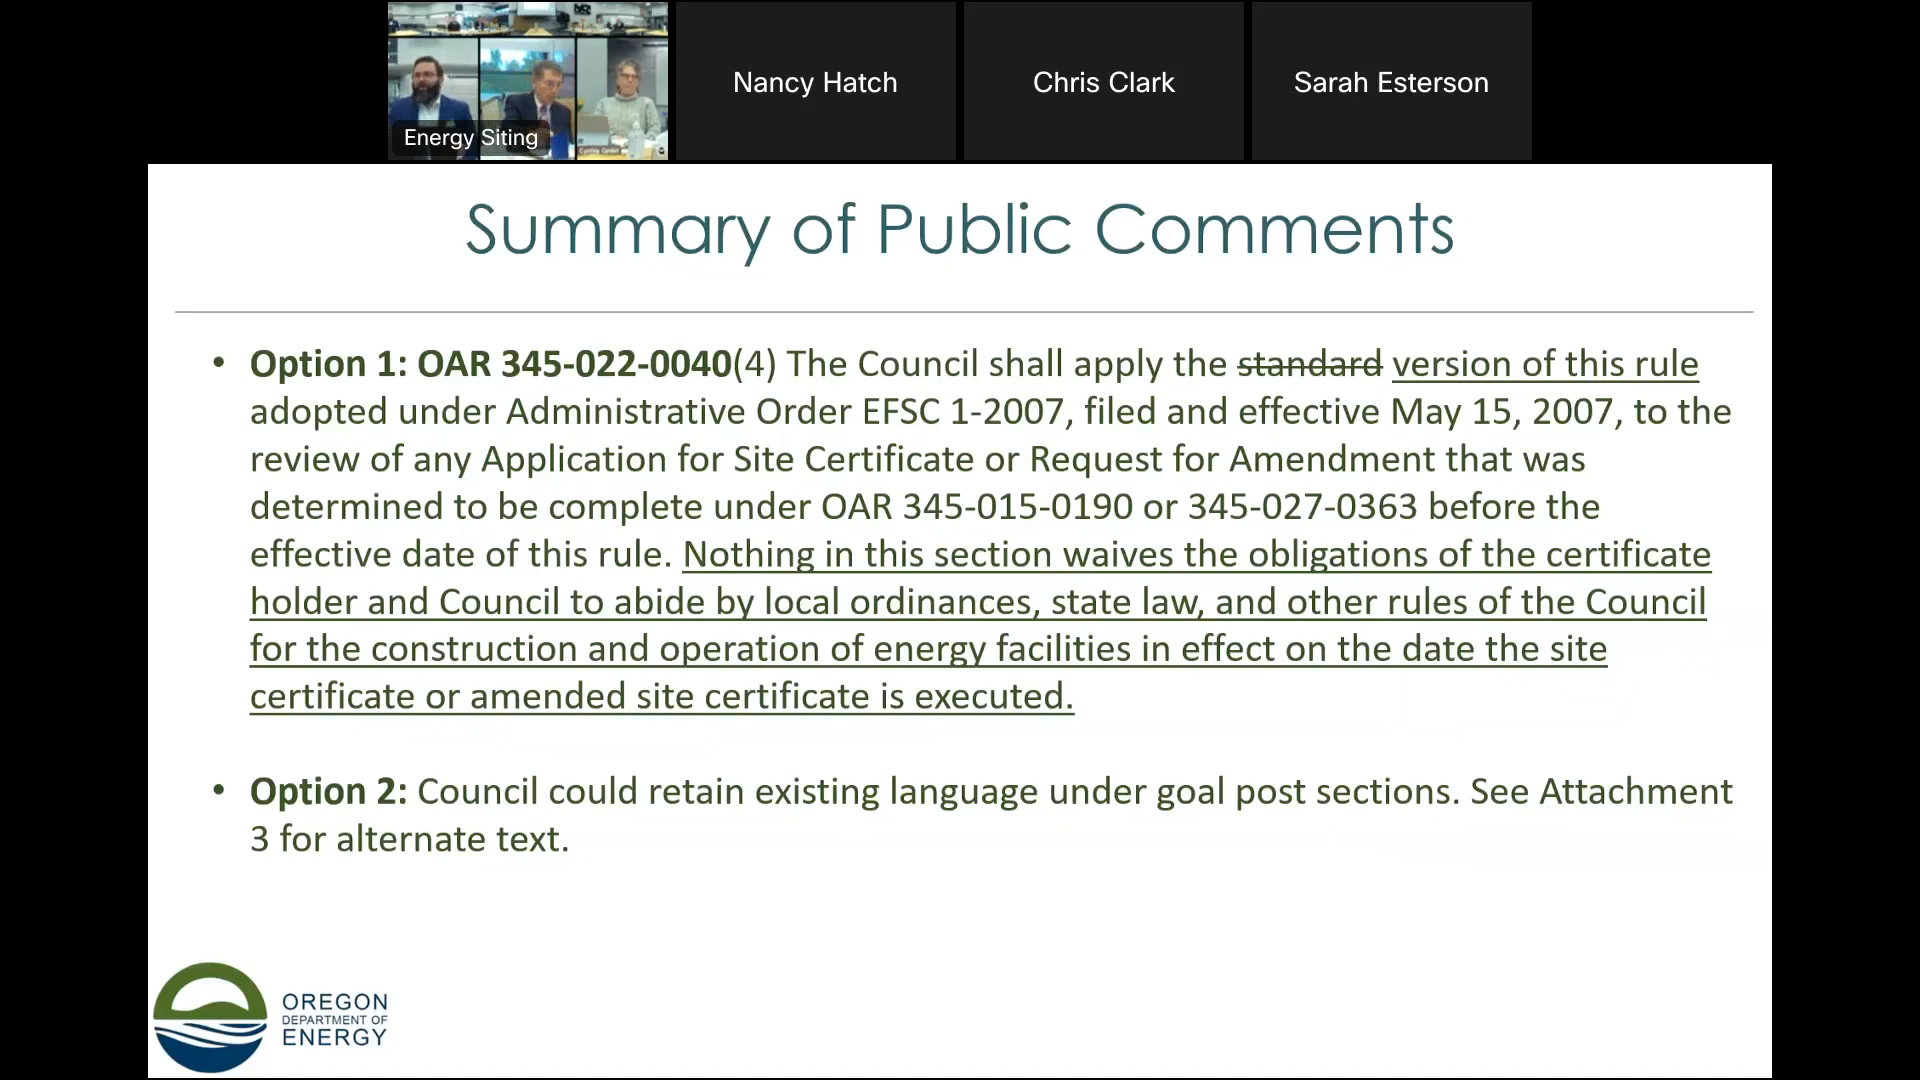 Energy Siting
Nancy Hatch
Chris Clark
Sarah Esterson
Summary of Public Comments
• Option 1: OAR 345-022-0040(4) The Council shall apply the standard version of this rule
adopted under Administrative Order EFSC 1-2007, filed and effective May 15, 2007, to the
review of any Application for Site Certificate or Request for Amendment that was
determined to be complete under OAR 345-015-0190 or 345-027-0363 before the
effective date of this rule. Nothing in this section waives the obligations of the certificate
holder and Council to abide by local ordinances, state law, and other rules of the Council
for the construction and operation of energy facilities in effect on the date the site
certificate or amended site certificate is executed.
• Option 2: Council could retain existing language under goal post sections. See Attachment
3 for alternate text.
OREGON
DEPARTMENT OF
ENERGY